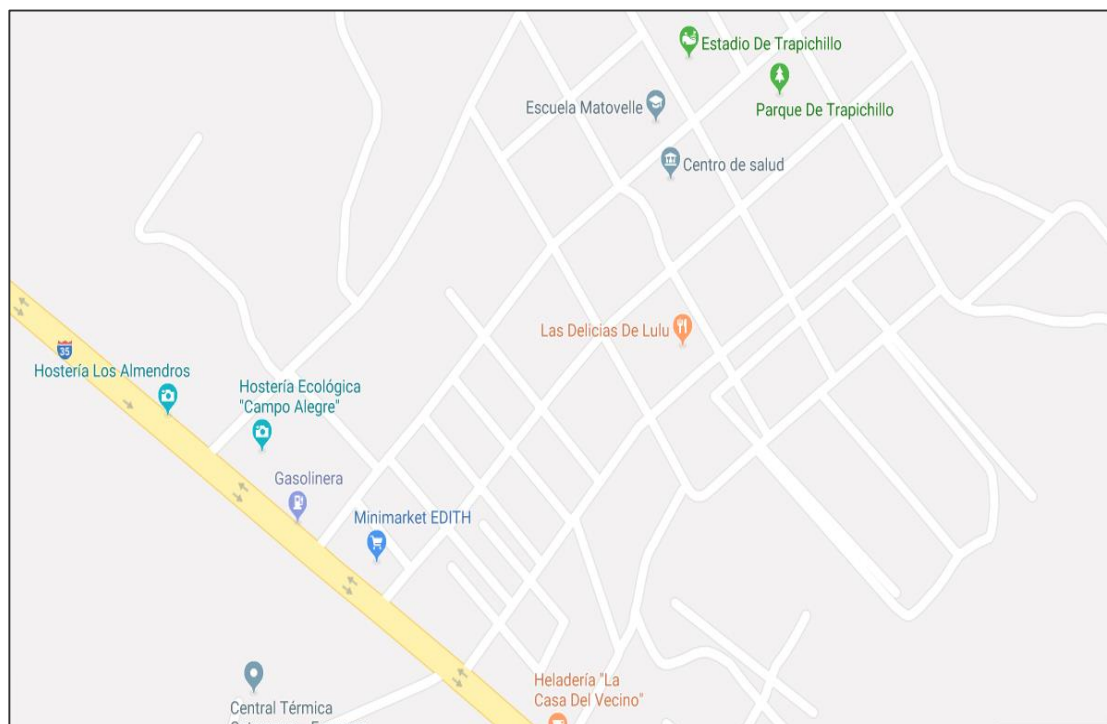 Estadio De Trapichillo
Escuela Matovelle
Parque De Trapichillo
Centro de salud
Las Delicias De Lulu
35
Hostería Los Almendros
Hostería Ecológica
"Campo Alegre"
Gasolinera
Minimarket EDITH
Heladería "La
Casa Del Vecino"
Central Térmica